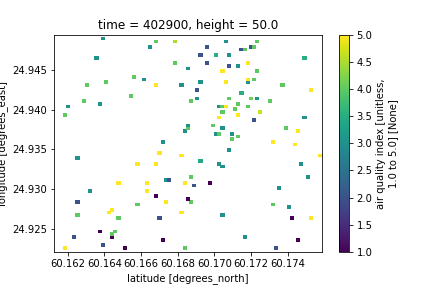 time = 402900, height = 50.0
longitude [degrees_east]
24.945
24.940
24.935
24.930
24.925
60.162 60.164 60.166 60.168 60.170 60.172 60.174
latitude [degrees_north]
5.0
4.5
4.0
3.5
3.0
2.5
2.0
1.5
1.0
air quality index [unitless,
1.0 to 5.0] [None]